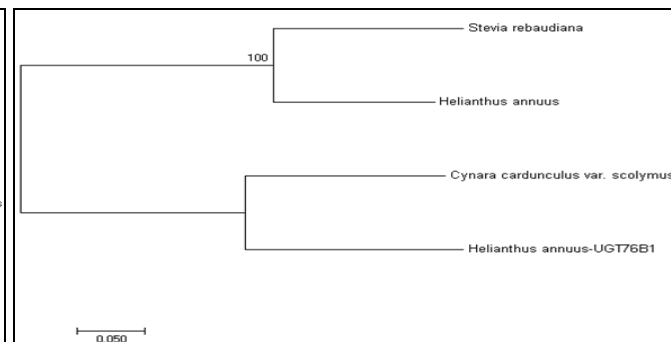 Stevia rebaudiana
100
Helianthus annuus
Cynara cardunculus var. scolymus
Helianthus annuus-UGT76B1
0.050